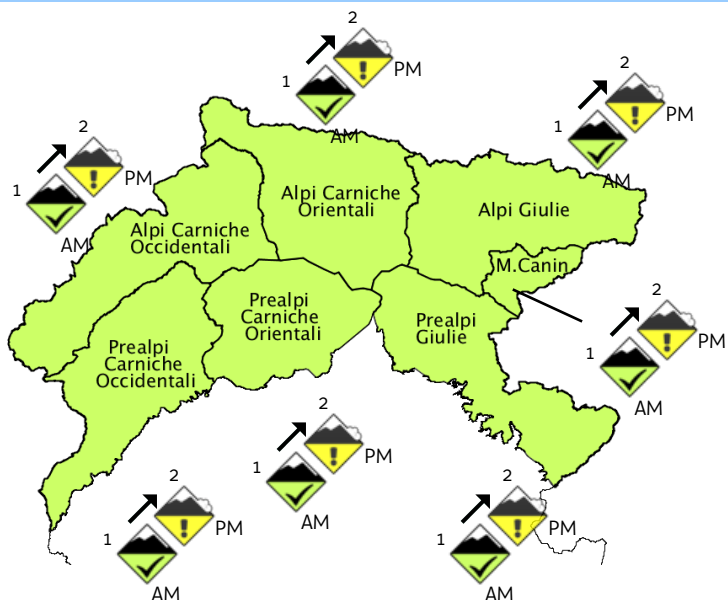 2
1
PM
AM
2
1
PM
AM
2
1
PM
AM
Alpi Carniche
Orientali
Alpi Giulie
Alpi Carniche
Occidentali
M.Canin
Prealpi
Carniche
Orientali
Prealpi
Giulie
Prealpi
Carniche
Occidentali
2
1
PM
AM
2
1
PM
AM
2
1
PM
AM
2
1
PM
AM